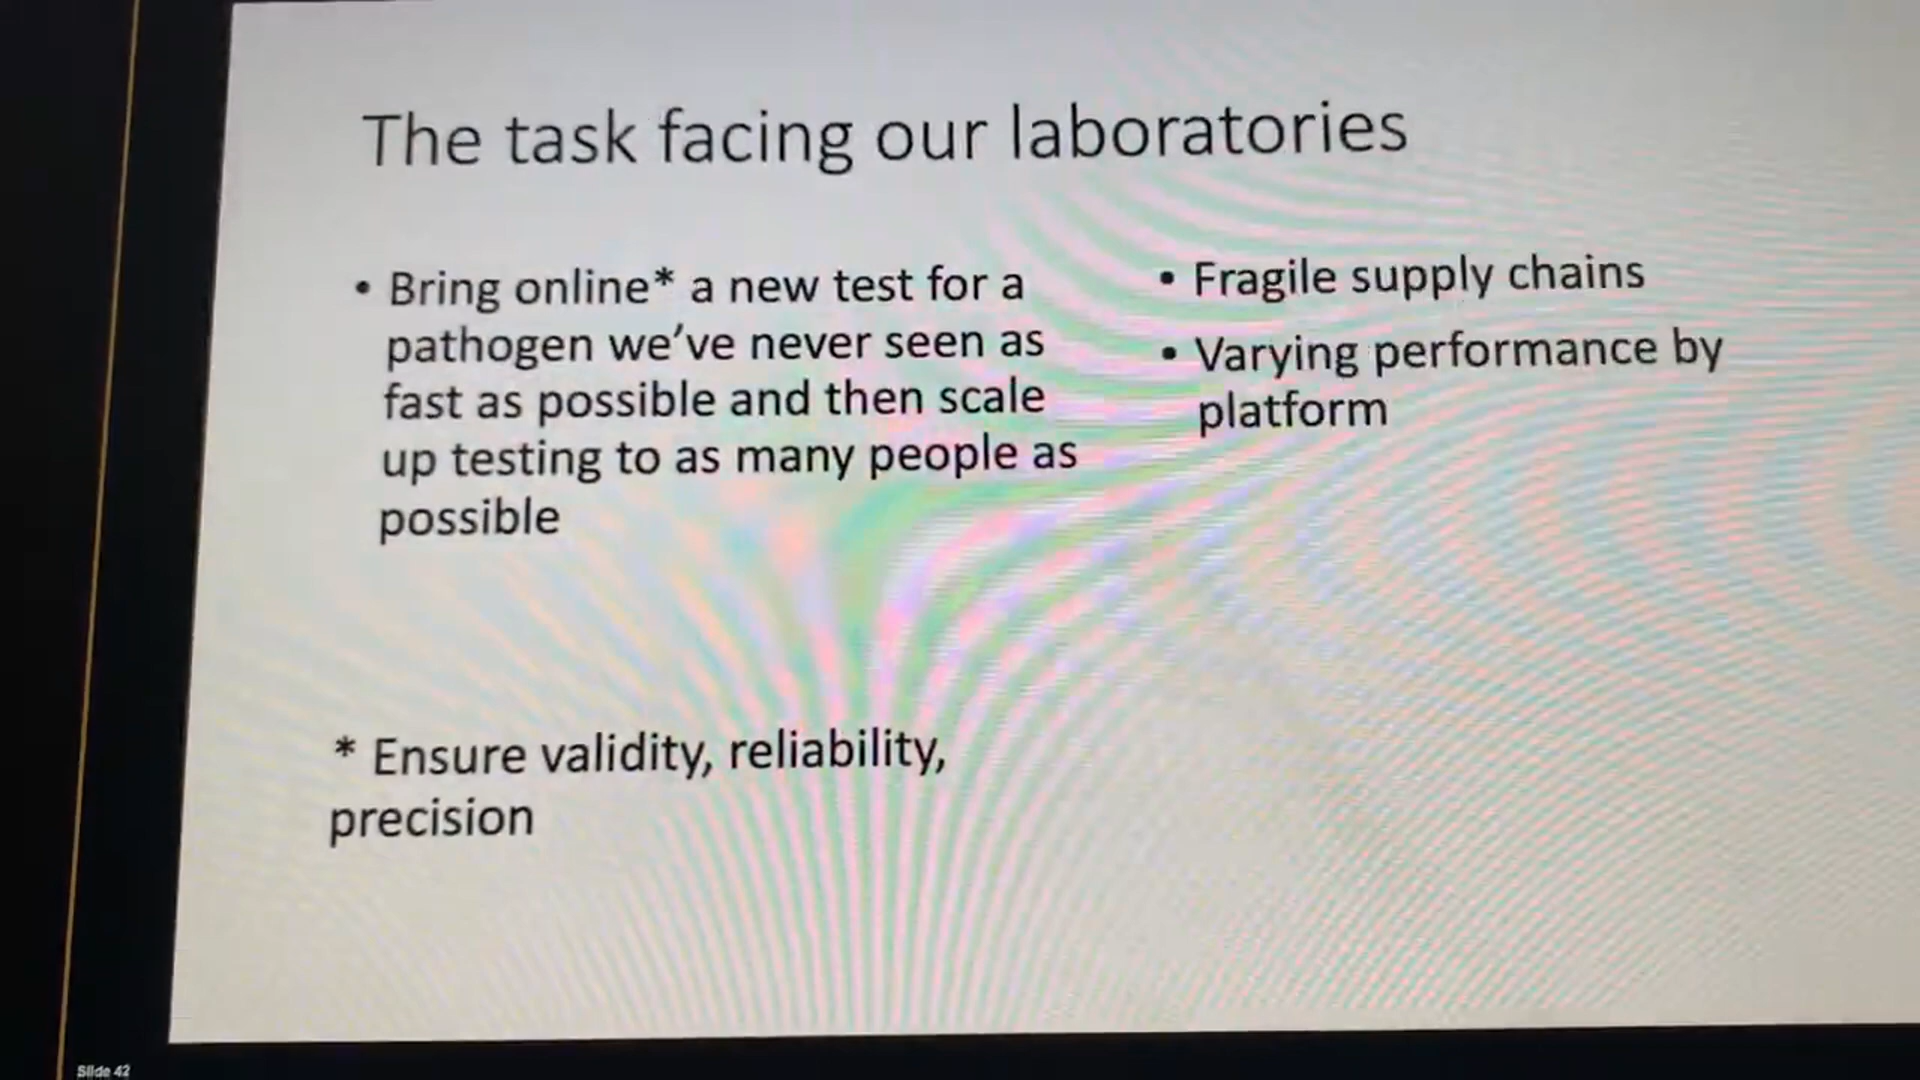 The task facing our laboratories
• Bring online* a new test for a
pathogen we've never seen as
fast as possible and then scale
up testing to as many people as
possible
* Ensure validity, reliability,
precision
• Fragile supply chains
• Varying performance by
platform
Slide 42